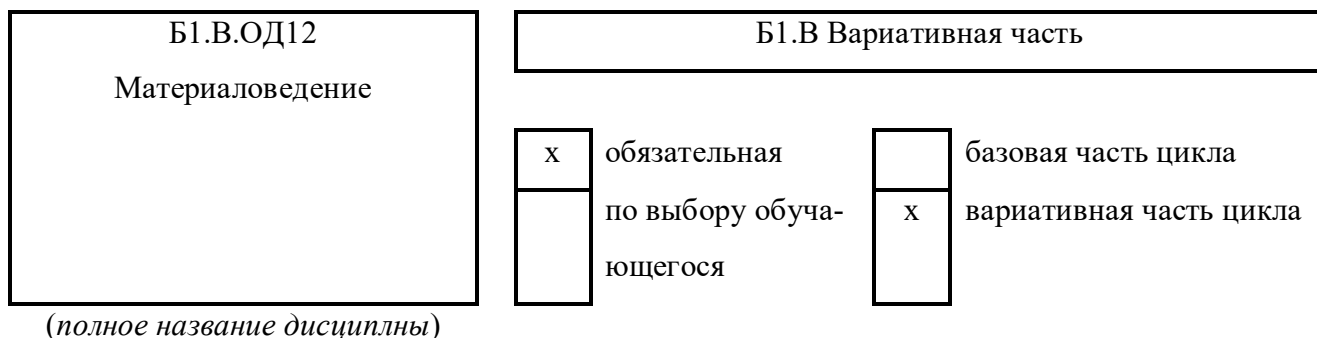 Б1.В.ОД12
Материаловедение
Б1.В Вариативная часть
х обязательная
по выбору обуча-
ющегося
базовая часть цикла
х вариативная часть цикла
(полное название дисциплны)